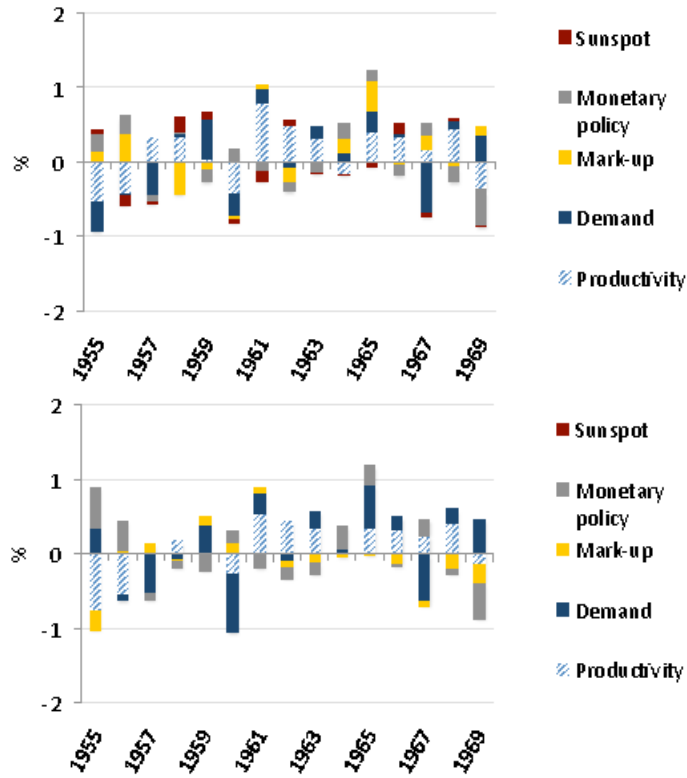 2
1
0
-1
-2
%
1955
1957
1959
1961
1963
1965
1967
1969
Sunspot
Monetary
policy
Mark-up
Demand
Productivity
2
1
0
-1
-2
%
1955
1957
1959
1961
1963
1965
1967
1969
Sunspot
Monetary
policy
Mark-up
Demand
Productivity